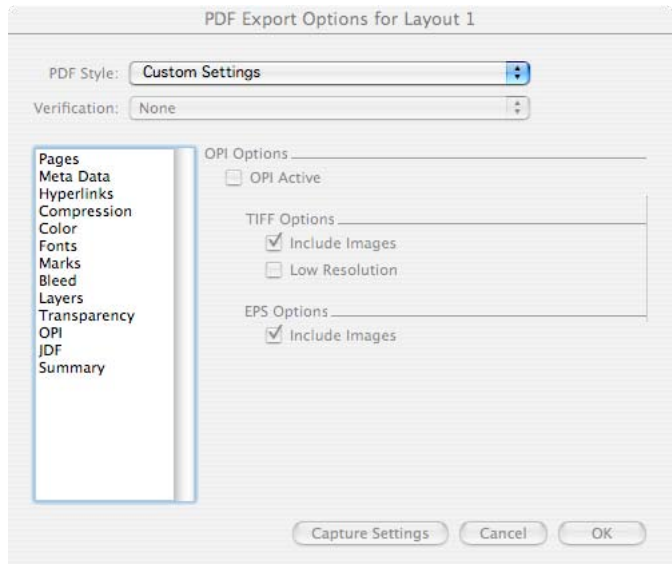 PDF Export Options for Layout 1
PDF Style: Custom Settings
Verification: None
Pages
Meta Data
Hyperlinks
Compression
Color
Fonts
Marks
Bleed
Layers
Transparency
OPI
JDF
Summary
OPI Options
OPI Active
TIFF Options
Include Images
Low Resolution
EPS Options
Include Images
Capture Settings Cancel OK